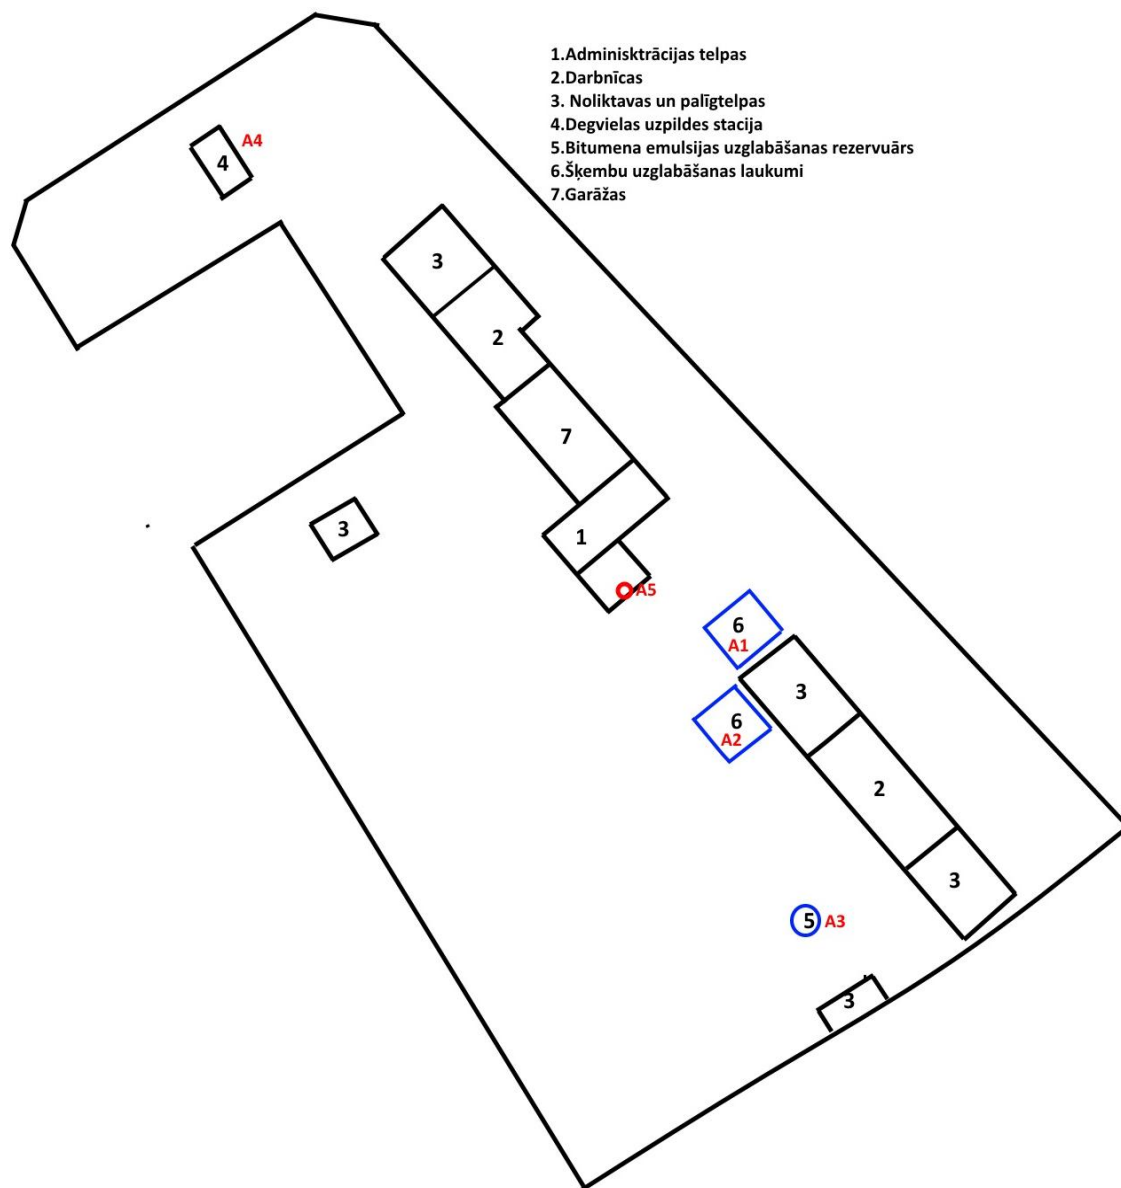 1.Adminisktrācijas telpas
2.Darbnīcas
3. Noliktavas un palīgtelpas
4.Degvielas uzpildes stacija
5.Bitumena emulsijas uzglabāšanas rezervuārs
6.Šķembu uzglabāšanas laukumi
7.Garāžas
A4
4
3
2
7
3
1
A5
6
A1
3
6
A2
2
3
5 A3
3